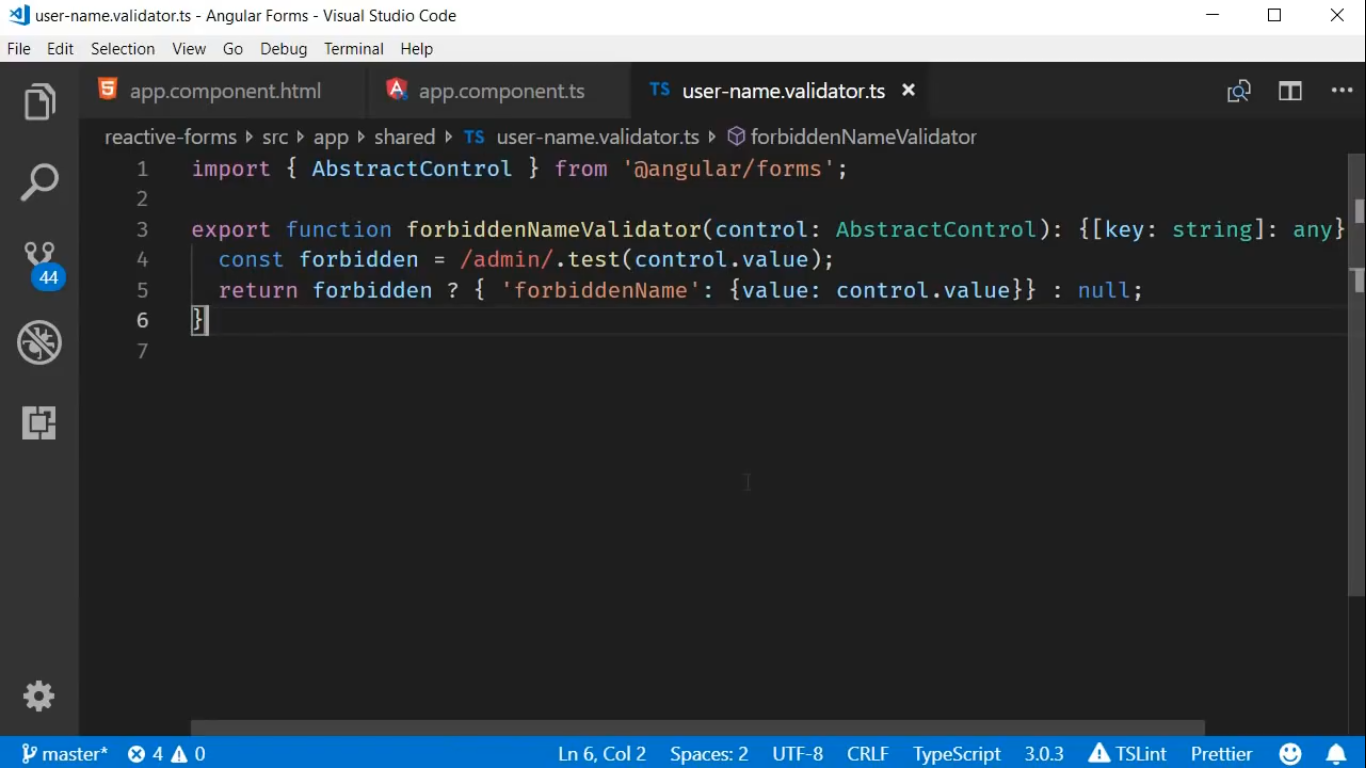 user-name.validator.ts - Angular Forms - Visual Studio Code
File Edit Selection View Go Debug Terminal Help
app.component.html app.component.ts TS user-name.validator.ts
reactive-forms src app shared TS user-name.validator.ts forbiddenNameValidator
1 import { AbstractControl } from '@angular/forms';
2
3 export function forbiddenNameValidator(control: AbstractControl): {[key: string]: any}
4 const forbidden = /admin/.test(control.value);
44
5 return forbidden ? { 'forbiddenName': {value: control.value}} : null;
6 }
7
master* 4 0 Ln 6, Col 2 Spaces: 2 UTF-8 CRLF TypeScript 3.0.3 TSLint Prettier